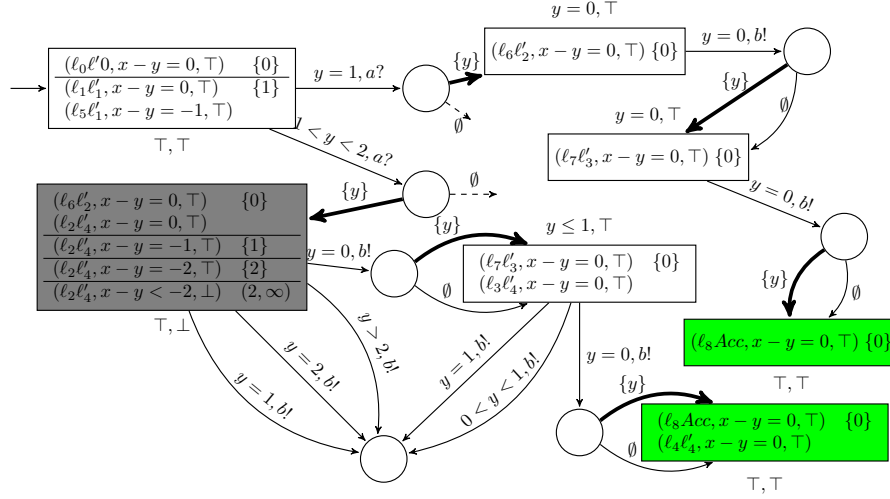 y = 0, ⊤
(ℓ₀ℓ'0, x − y = 0, ⊤) {0}
(ℓ₁ℓ'₁, x − y = 0, ⊤) {1}
(ℓ₅ℓ'₁, x − y = −1, ⊤)
⊤, ⊤
y = 1, a?
{y}
∅
(ℓ₆ℓ'₂, x − y = 0, ⊤) {0}
y = 0, b!
{y}
∅
y = 0, ⊤
(ℓ₇ℓ'₃, x − y = 0, ⊤) {0}
y = 0, b!
1 < y < 2, a?
∅
{y}
(ℓ₆ℓ'₂, x − y = 0, ⊤) {0}
(ℓ₂ℓ'₄, x − y = 0, ⊤)
(ℓ₂ℓ'₄, x − y = −1, ⊤) {1}
(ℓ₂ℓ'₄, x − y = −2, ⊤) {2}
(ℓ₂ℓ'₄, x − y < −2, ⊥) (2, ∞)
⊤, ⊥
y = 0, b!
{y}
∅
y ≤ 1, ⊤
(ℓ₇ℓ'₃, x − y = 0, ⊤) {0}
(ℓ₃ℓ'₄, x − y = 0, ⊤)
{y}
∅
(ℓ₈Acc, x − y = 0, ⊤) {0}
⊤, ⊤
y = 1, b!
y = 2, b!
y > 2, b!
y = 1, b!
0 < y < 1, b!
y = 0, b!
{y}
∅
(ℓ₈Acc, x − y = 0, ⊤) {0}
(ℓ₄ℓ'₄, x − y = 0, ⊤)
⊤, ⊤